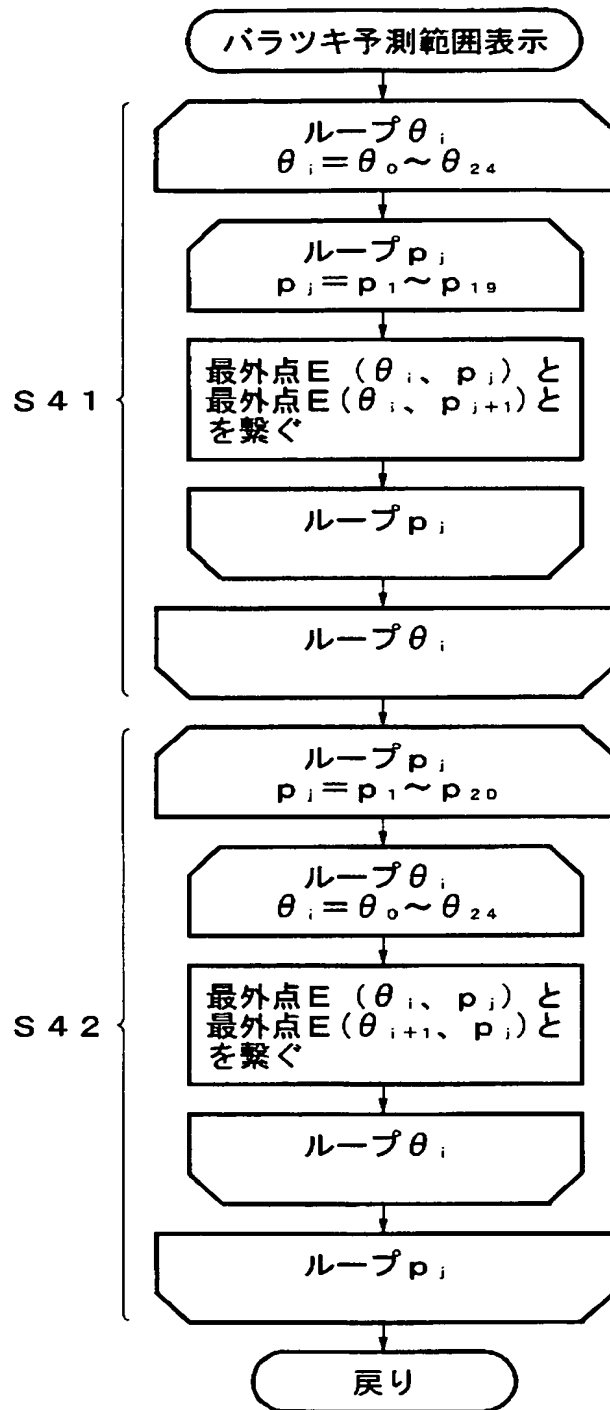 バラツキ予測範囲表示
ループθi
θi=θ0～θ24
ループpj
pj=p1～p19
最外点E (θi、pj) と
最外点E(θi、pj+1)と
を繋ぐ
S41
ループpj
ループθi
ループpj
pj=p1～p20
ループθi
θi=θ0～θ24
最外点E (θi、pj) と
最外点E(θi+1、pj)と
を繋ぐ
S42
ループθi
ループpj
戻り